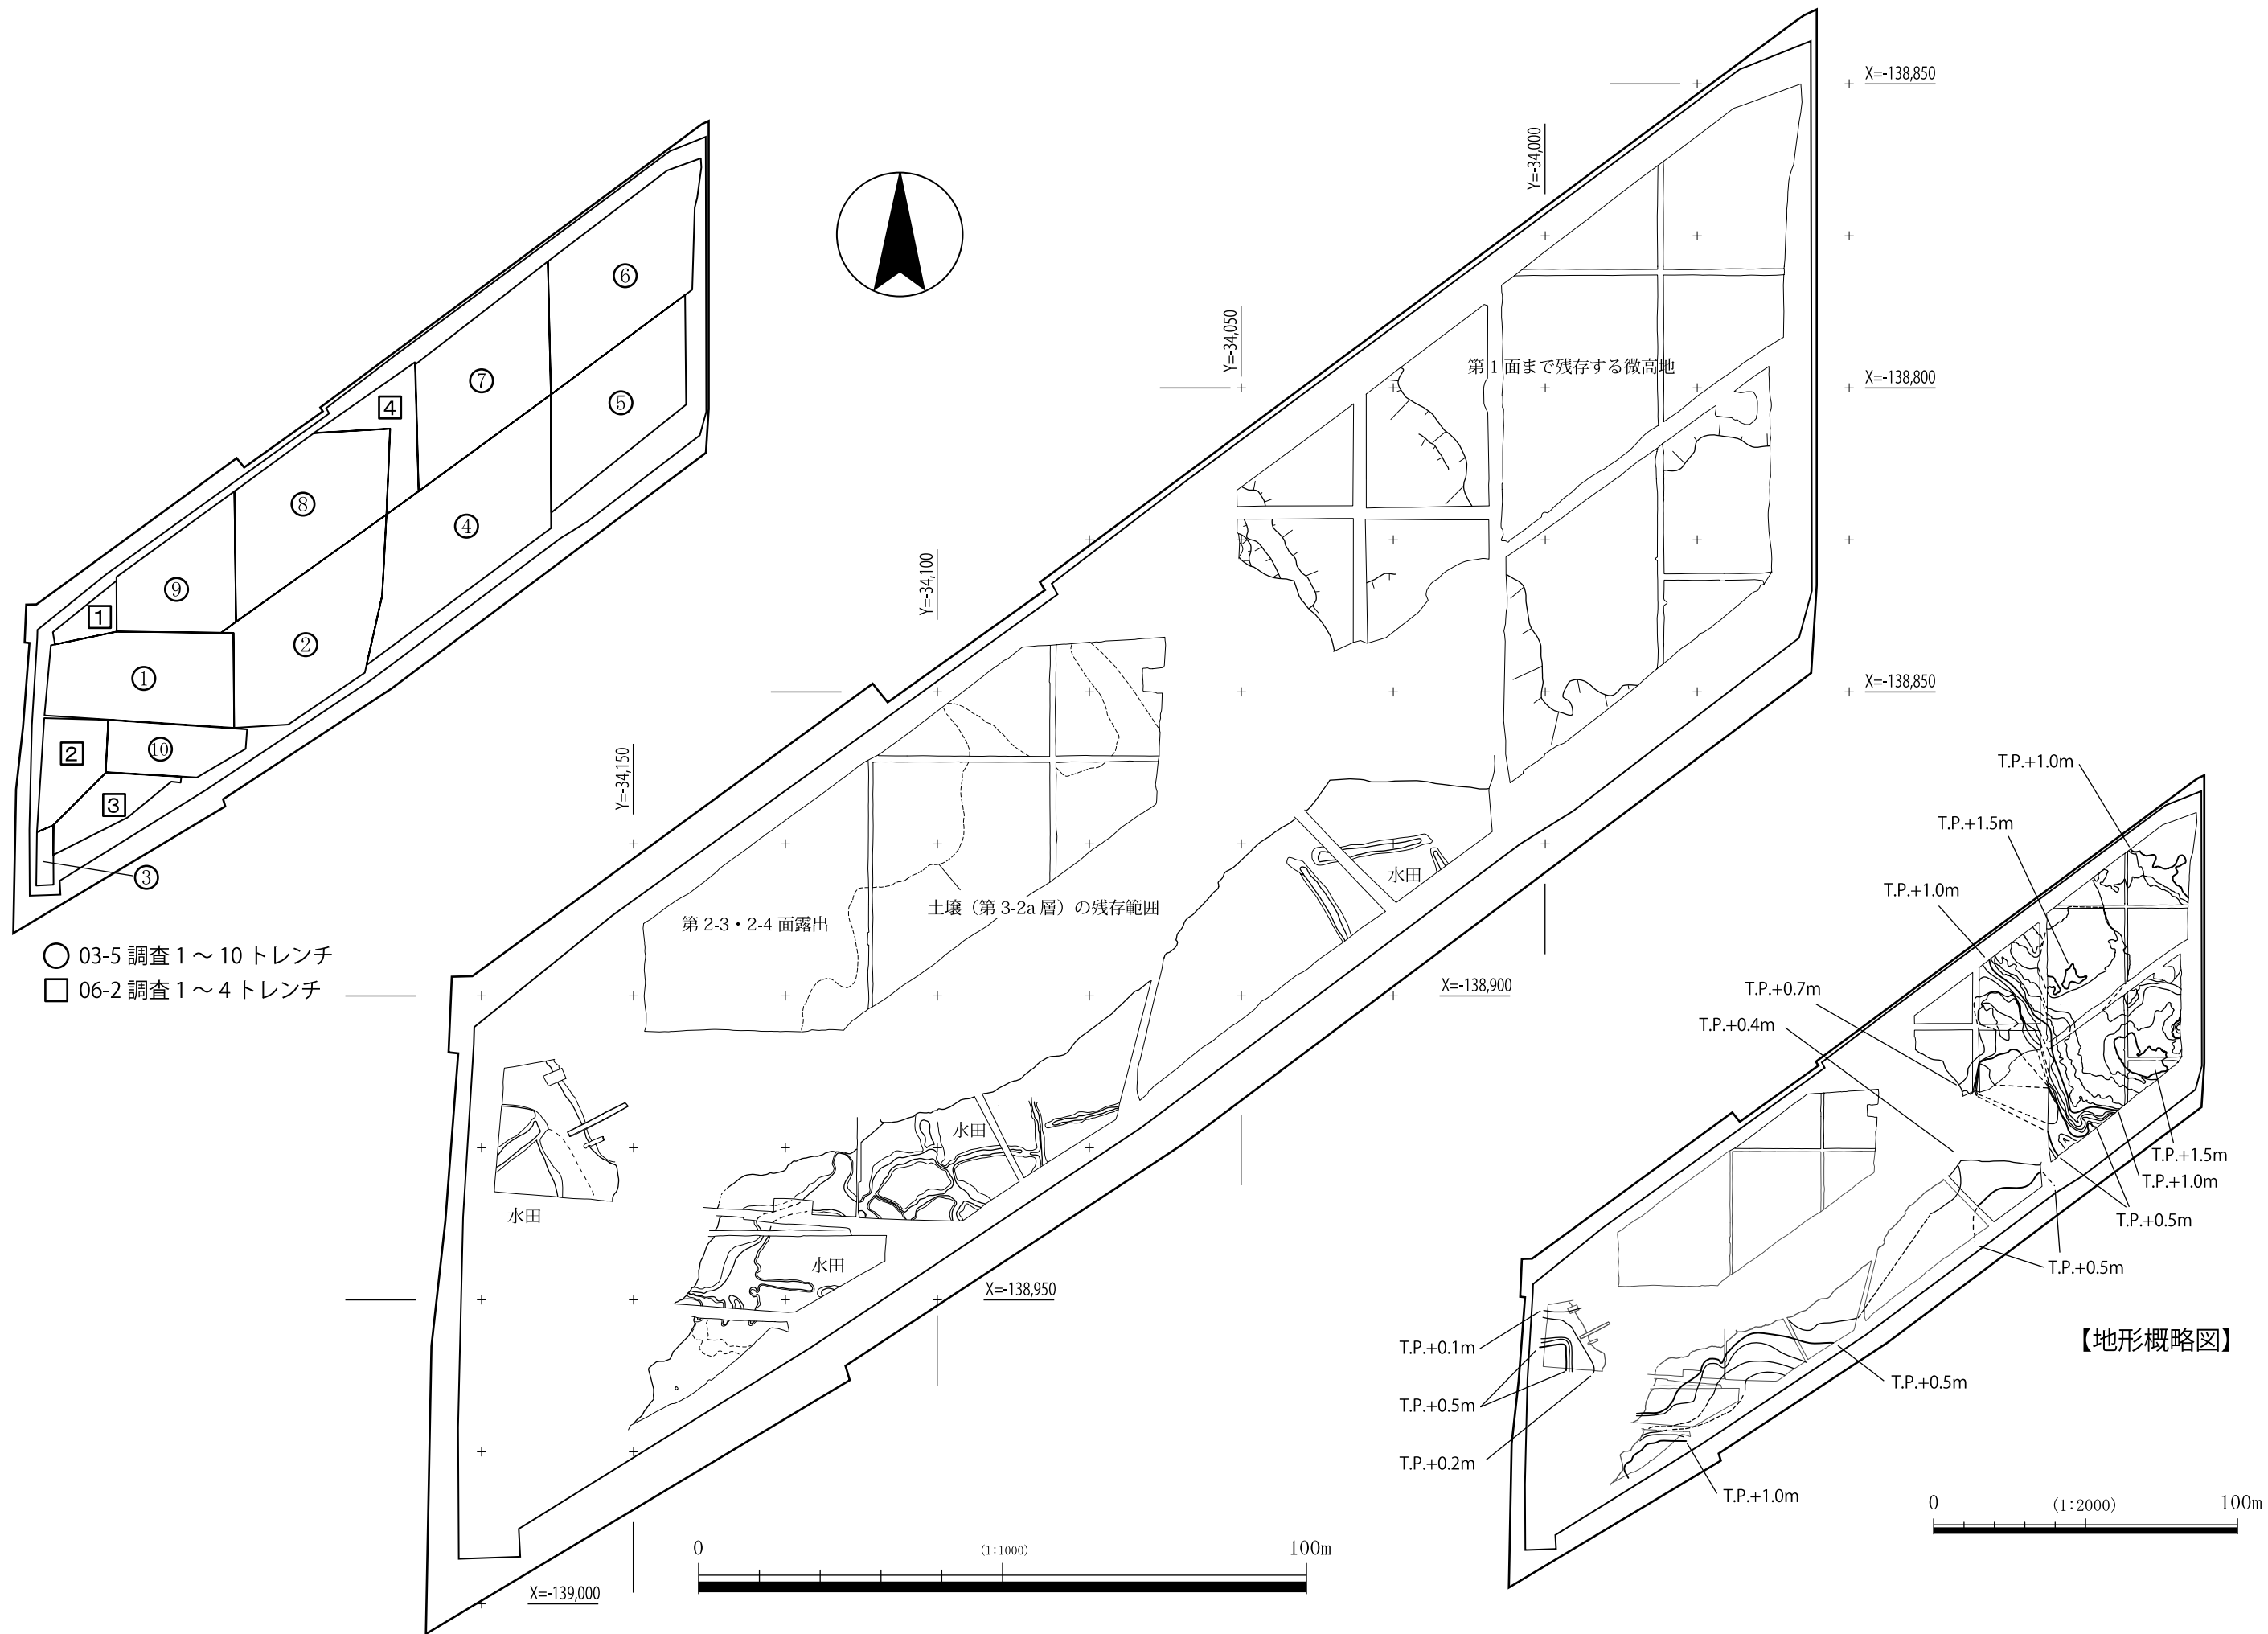 ⑥
⑦
⑤
4
⑧
④
⑨
1
②
①
2
⑩
3
③
○ 03-5 調査 1 ～ 10 トレンチ
□ 06-2 調査 1 ～ 4 トレンチ
X=-138,850
Y=-34,000
Y=-34,050
第 1 面まで残存する微高地
X=-138,800
Y=-34,100
X=-138,850
Y=-34,150
水田
土壌（第 3-2a 層）の残存範囲
第 2-3・2-4 面露出
X=-138,900
水田
水田
水田
X=-138,950
X=-139,000
0
(1:1000)
100m
T.P.+1.0m
T.P.+1.5m
T.P.+1.0m
T.P.+0.7m
T.P.+0.4m
T.P.+1.5m
T.P.+1.0m
T.P.+0.5m
T.P.+0.5m
【地形概略図】
T.P.+0.1m
T.P.+0.5m
T.P.+0.5m
T.P.+0.2m
T.P.+1.0m
0
(1:2000)
100m